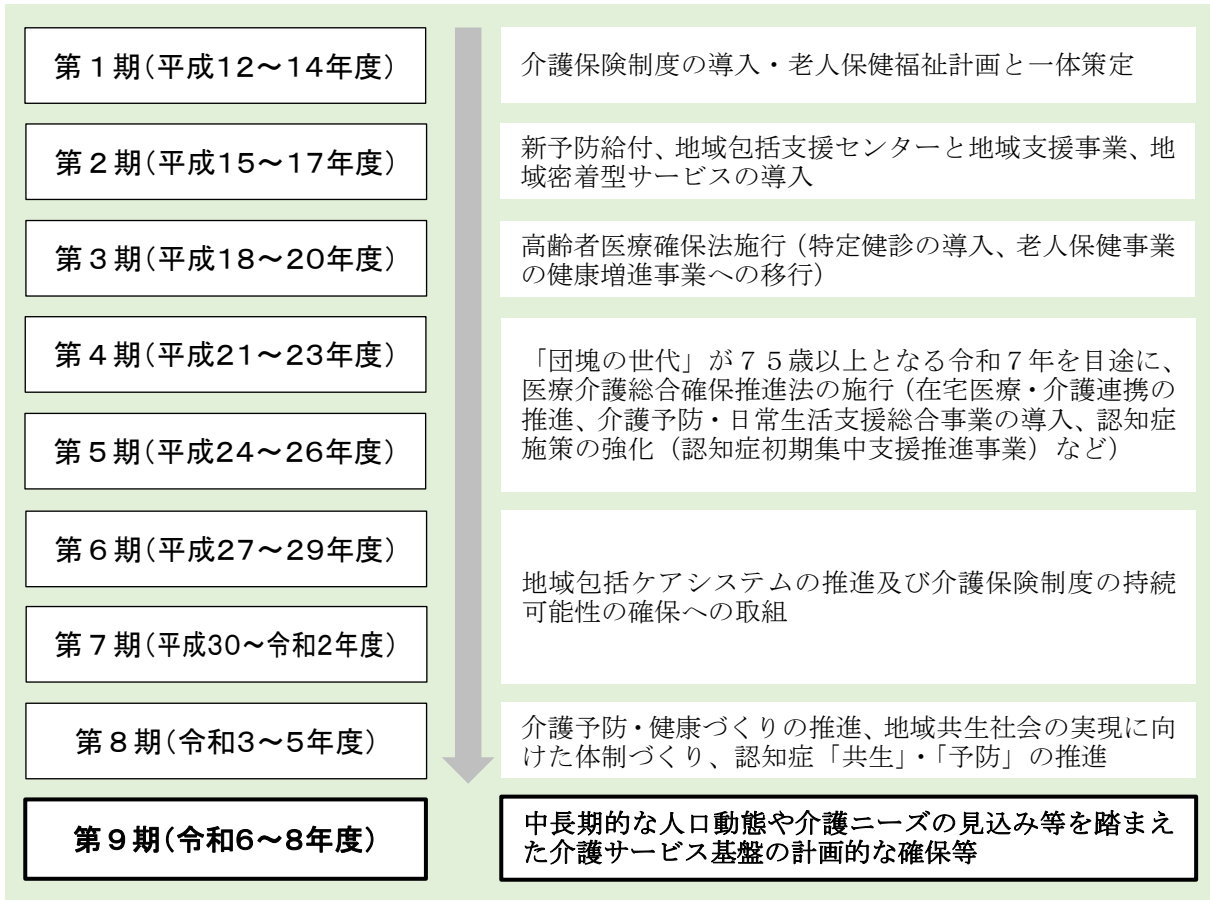 第1期(平成12～14年度)
介護保険制度の導入・老人保健福祉計画と一体策定
第2期(平成15～17年度)
新予防給付、地域包括支援センターと地域支援事業、地
域密着型サービスの導入
第3期(平成18～20年度)
高齢者医療確保法施行（特定健診の導入、老人保健事業
の健康増進事業への移行）
第4期(平成21～23年度)
第5期(平成24～26年度)
「団塊の世代」が７５歳以上となる令和７年を目途に、
医療介護総合確保推進法の施行（在宅医療・介護連携の
推進、介護予防・日常生活支援総合事業の導入、認知症
施策の強化（認知症初期集中支援推進事業）など）
第6期(平成27～29年度)
第7期(平成30～令和2年度)
地域包括ケアシステムの推進及び介護保険制度の持続
可能性の確保への取組
第8期(令和3～5年度)
介護予防・健康づくりの推進、地域共生社会の実現に向
けた体制づくり、認知症「共生」・「予防」の推進
第9期(令和6～8年度)
中長期的な人口動態や介護ニーズの見込み等を踏まえ
た介護サービス基盤の計画的な確保等